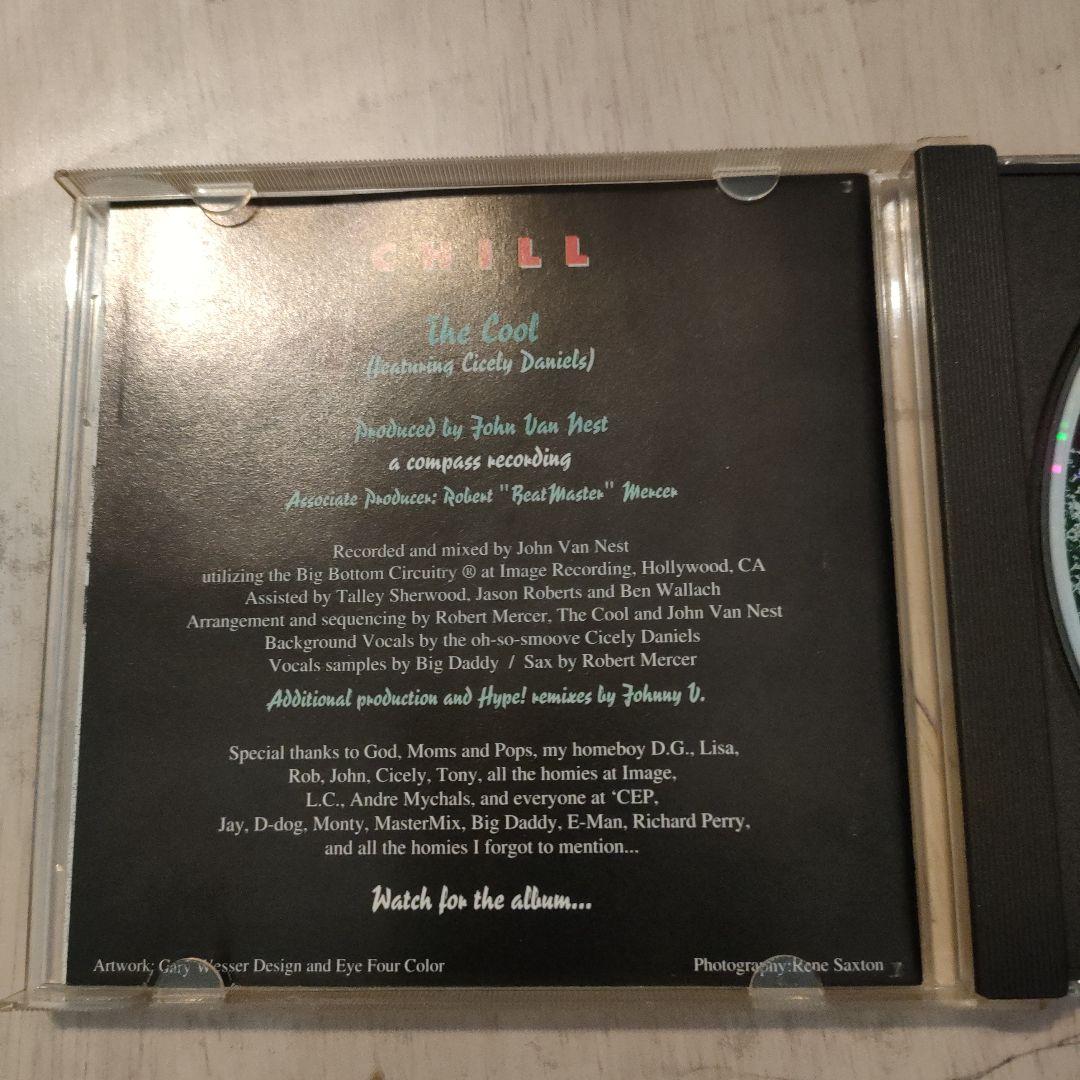 CHILL
The Cool
(featuring Cicely Daniels)
Produced by John Van Nest
a compass recording
Associate Producer: Robert "BeatMaster" Mercer
Recorded and mixed by John Van Nest
utilizing the Big Bottom Circuitry ® at Image Recording, Hollywood, CA
Assisted by Talley Sherwood, Jason Roberts and Ben Wallach
Arrangement and sequencing by Robert Mercer, The Cool and John Van Nest
Background Vocals by the oh-so-smoove Cicely Daniels
Vocals samples by Big Daddy / Sax by Robert Mercer
Additional production and Hype! remixes by Johnny V.
Special thanks to God, Moms and Pops, my homeboy D.G., Lisa,
Rob, John, Cicely, Tony, all the homies at Image,
L.C., Andre Mychals, and everyone at ‘CEP,
Jay, D-dog, Monty, MasterMix, Big Daddy, E-Man, Richard Perry,
and all the homies I forgot to mention...
Watch for the album...
Artwork: Gary Wesser Design and Eye Four Color
Photography: Rene Saxton